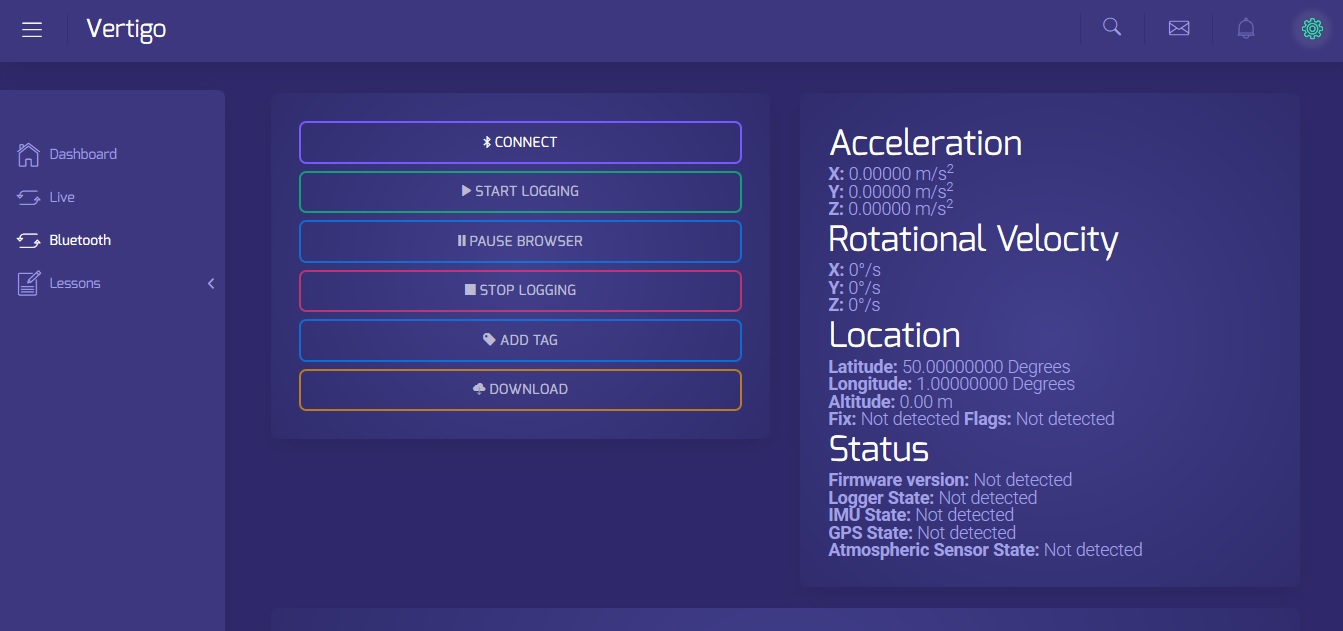 Vertigo
Dashboard
Live
Bluetooth
Lessons
CONNECT
START LOGGING
PAUSE BROWSER
STOP LOGGING
ADD TAG
DOWNLOAD
Acceleration
X: 0.00000 m/s²
Y: 0.00000 m/s²
Z: 0.00000 m/s²
Rotational Velocity
X: 0°/s
Y: 0°/s
Z: 0°/s
Location
Latitude: 50.00000000 Degrees
Longitude: 1.00000000 Degrees
Altitude: 0.00 m
Fix: Not detected Flags: Not detected
Status
Firmware version: Not detected
Logger State: Not detected
IMU State: Not detected
GPS State: Not detected
Atmospheric Sensor State: Not detected